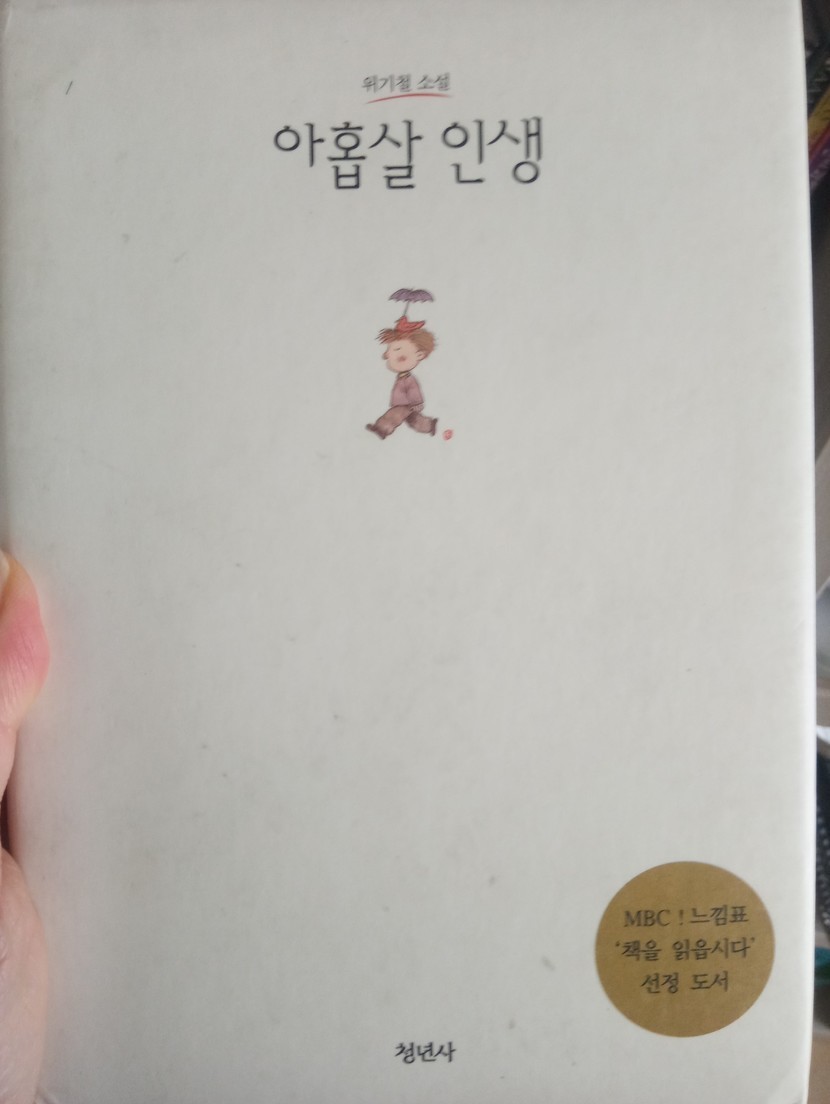 위기철 소설
아홉살 인생
MBC ! 느낌표
'책을 읽읍시다'
선정 도서
청년사